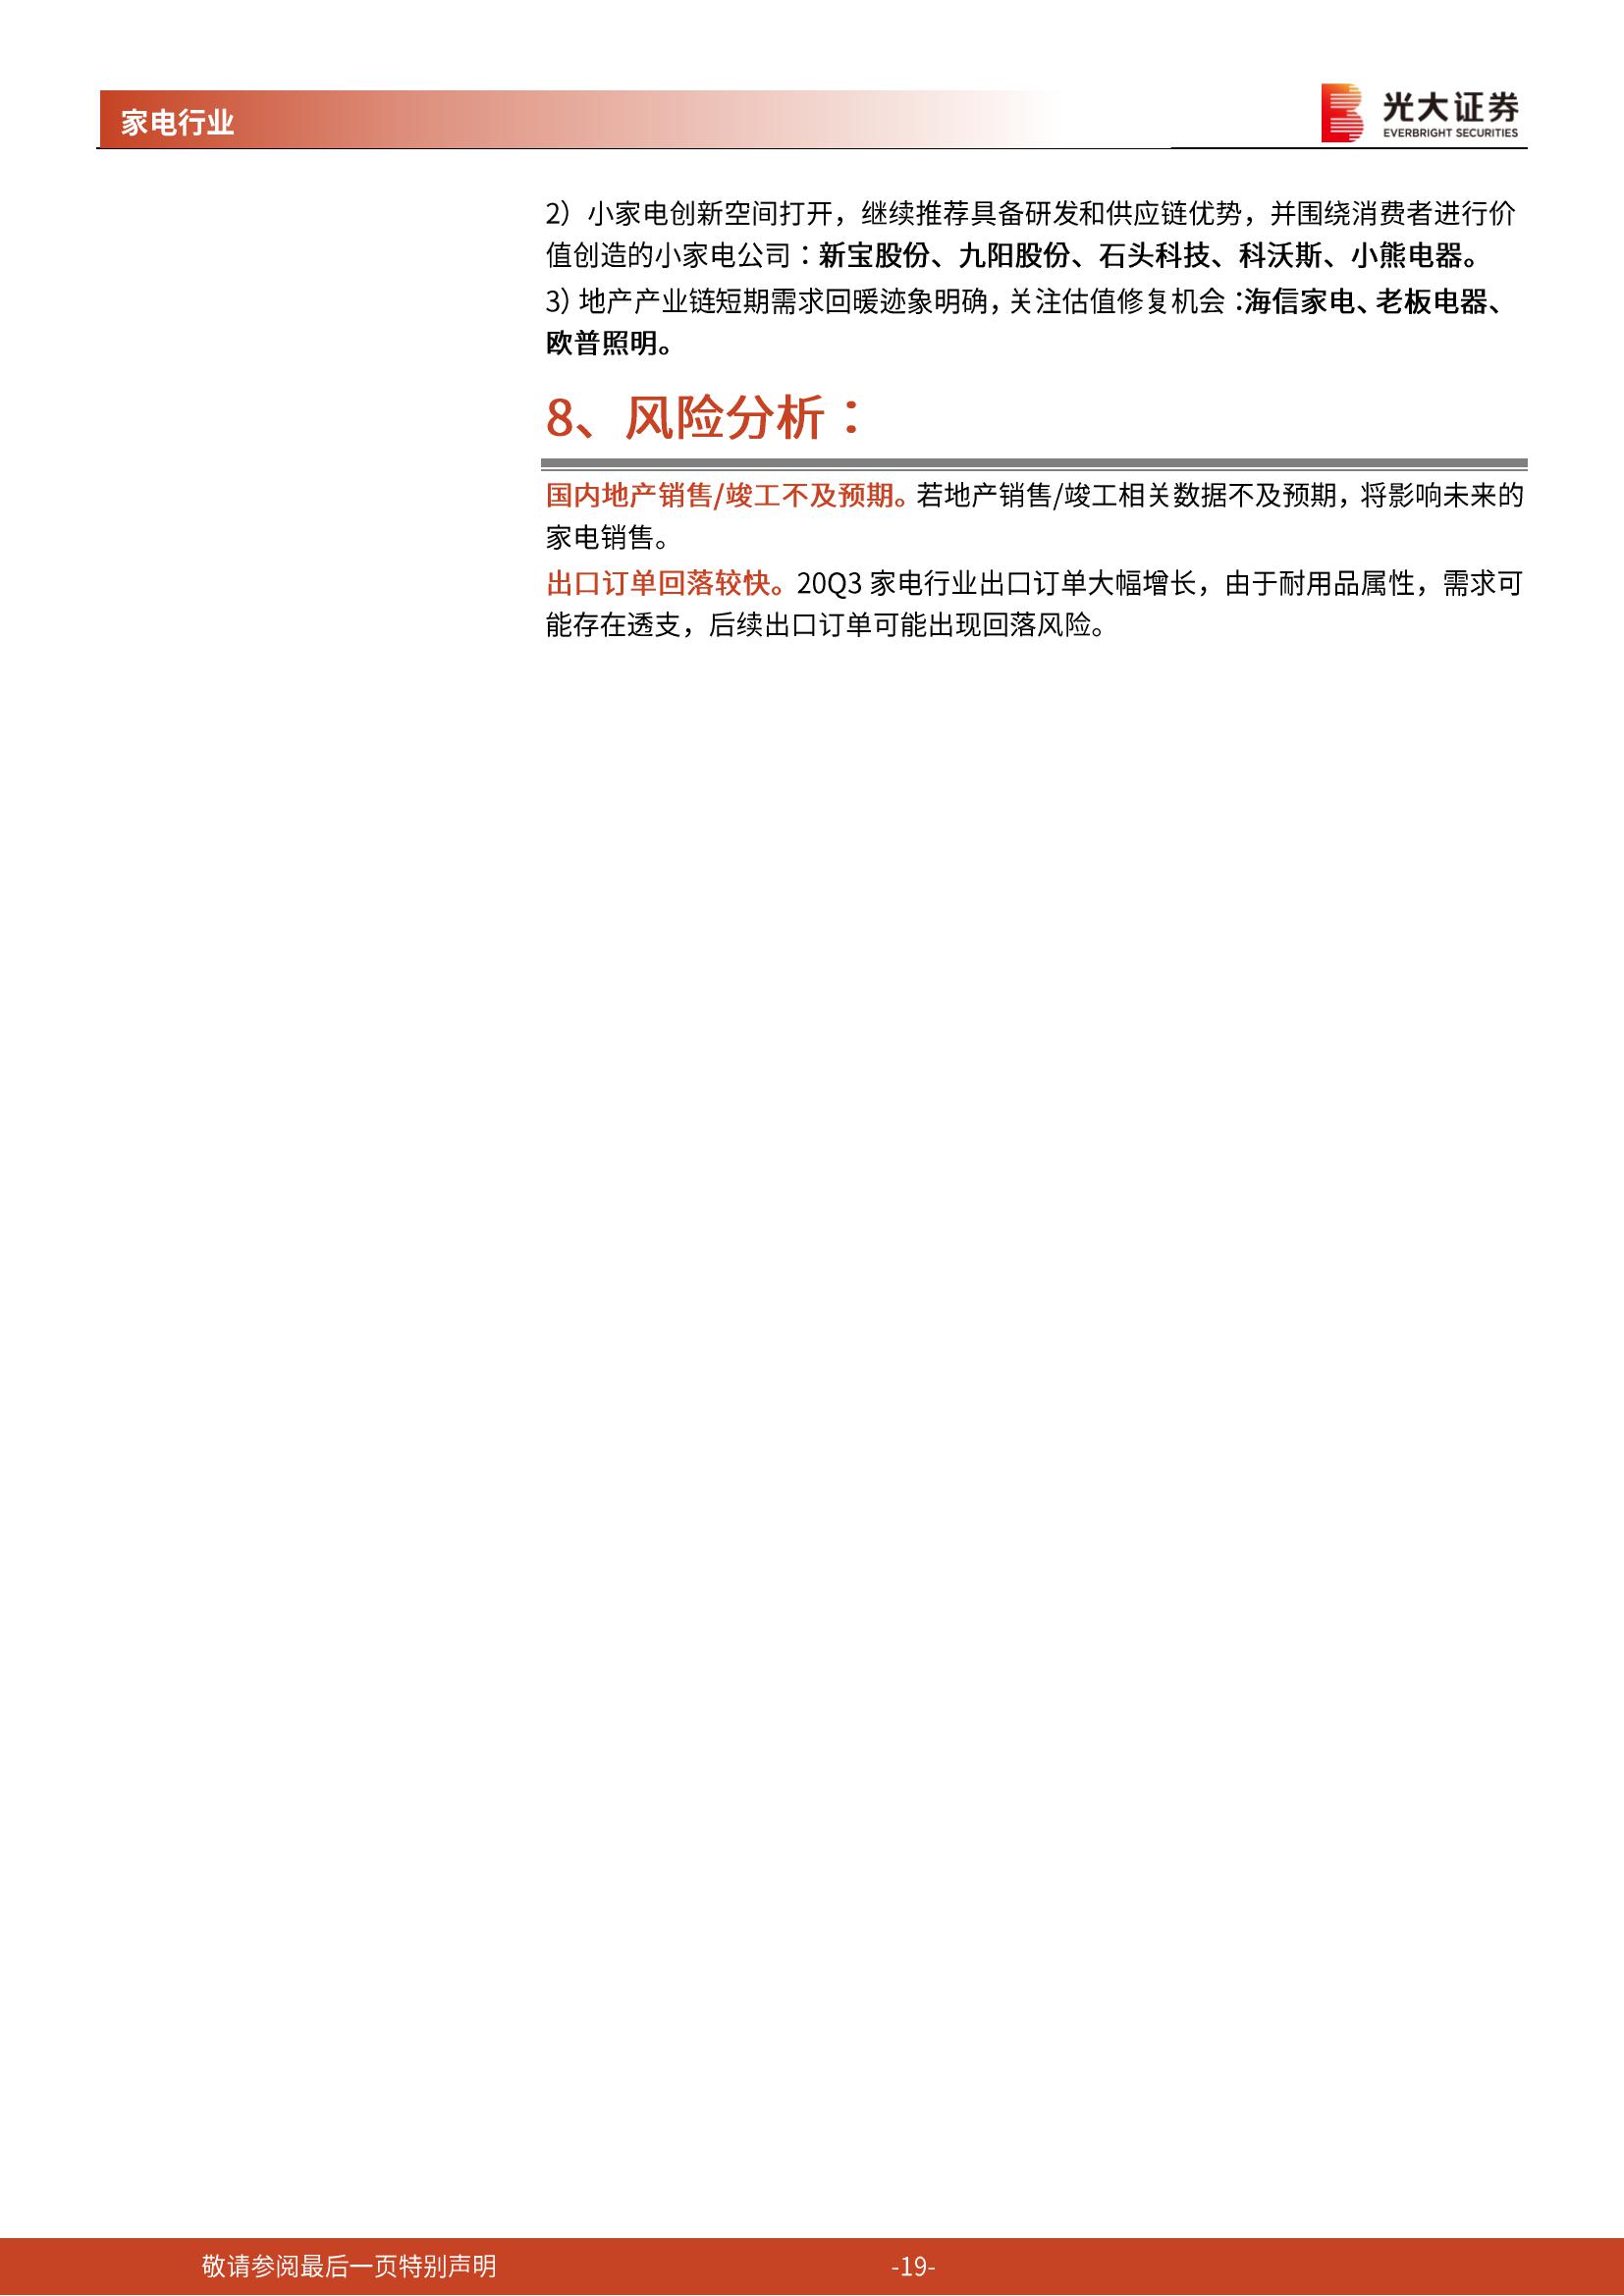 家电行业
光大证券
EVERBRIGHT SECURITIES
2）小家电创新空间打开，继续推荐具备研发和供应链优势，并围绕消费者进行价
值创造的小家电公司：新宝股份、九阳股份、石头科技、科沃斯、小熊电器。
3）地产产业链短期需求回暖迹象明确，关注估值修复机会：海信家电、老板电器、
欧普照明。
8、风险分析：
国内地产销售/竣工不及预期。若地产销售/竣工相关数据不及预期，将影响未来的
家电销售。
出口订单回落较快。20Q3 家电行业出口订单大幅增长，由于耐用品属性，需求可
能存在透支，后续出口订单可能出现回落风险。
敬请参阅最后一页特别声明
-19-